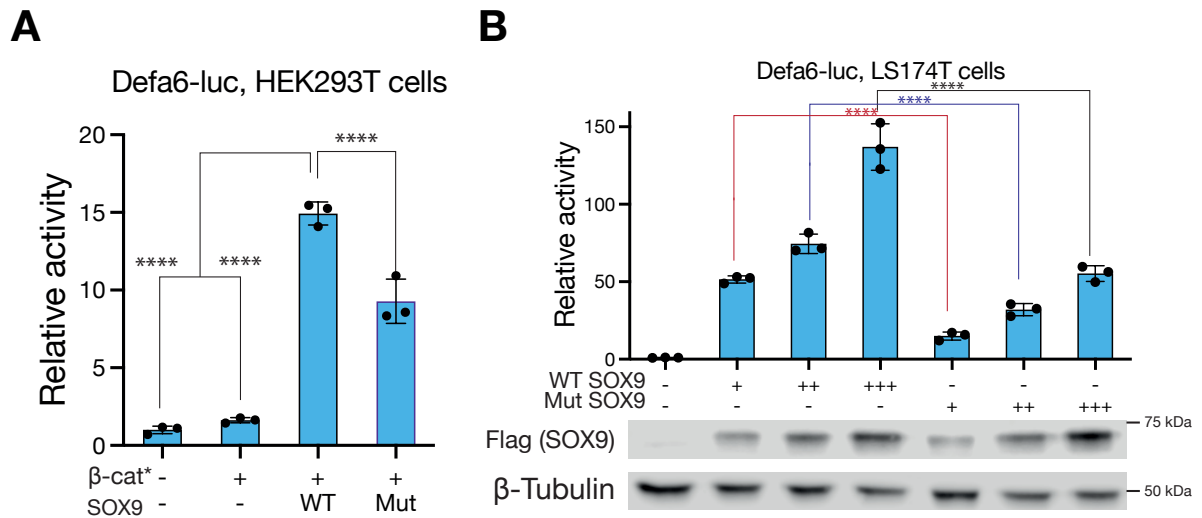 A
Defa6-luc, HEK293T cells
Relative activity
20
15
10
5
0
****
****
****
β-cat* - + + +
SOX9 - - WT Mut
B
Defa6-luc, LS174T cells
Relative activity
150
100
50
0
****
****
****
WT SOX9 - + ++ +++ - - -
Mut SOX9 - - - - + ++ +++
Flag (SOX9) 75 kDa
β-Tubulin 50 kDa